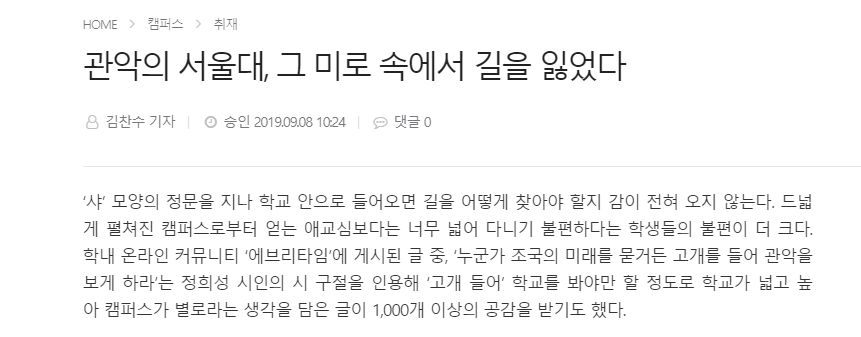 HOME > 캠퍼스 > 취재
관악의 서울대, 그 미로 속에서 길을 잃었다
김찬수 기자 | 승인 2019.09.08 10:24 | 댓글 0
‘샤’ 모양의 정문을 지나 학교 안으로 들어오면 길을 어떻게 찾아야 할지 감이 전혀 오지 않는다. 드넓
게 펼쳐진 캠퍼스로부터 얻는 애교심보다는 너무 넓어 다니기 불편하다는 학생들의 불편이 더 크다.
학내 온라인 커뮤니티 ‘에브리타임’에 게시된 글 중, ‘누군가 조국의 미래를 묻거든 고개를 들어 관악을
보게 하라’는 정희성 시인의 시 구절을 인용해 ‘고개 들어’ 학교를 봐야만 할 정도로 학교가 넓고 높
아 캠퍼스가 별로라는 생각을 담은 글이 1,000개 이상의 공감을 받기도 했다.